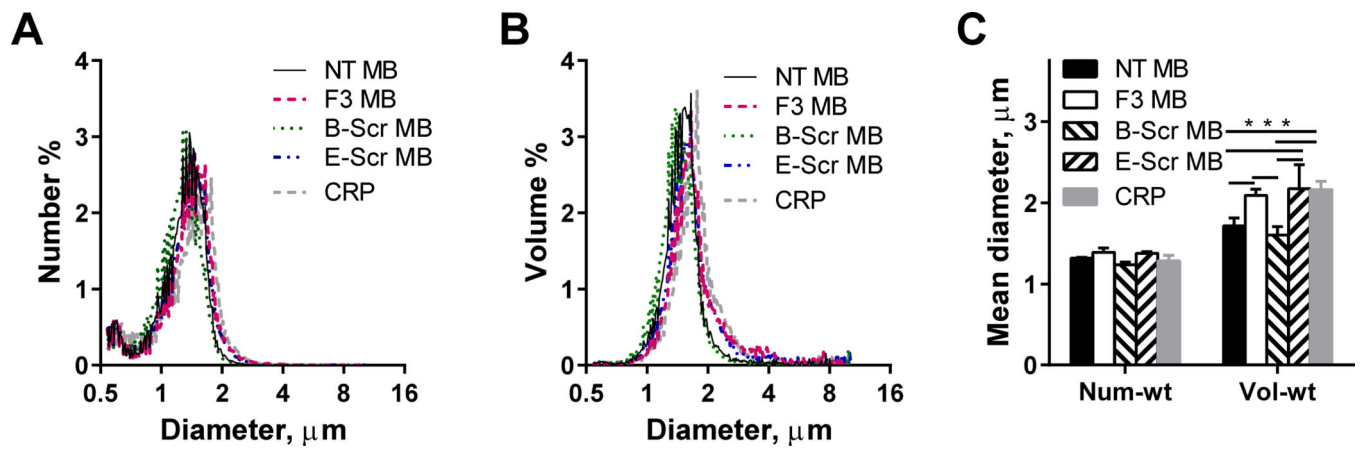 A
Number %
4
3
2
1
0
0.5 1 2 4 8 16
Diameter, μm
NT MB
F3 MB
B-Scr MB
E-Scr MB
CRP
B
Volume %
4
3
2
1
0
0.5 1 2 4 8 16
Diameter, μm
NT MB
F3 MB
B-Scr MB
E-Scr MB
CRP
C
Mean diameter, μm
3
2
1
0
Num-wt Vol-wt
NT MB
F3 MB
B-Scr MB
E-Scr MB
CRP
* * *